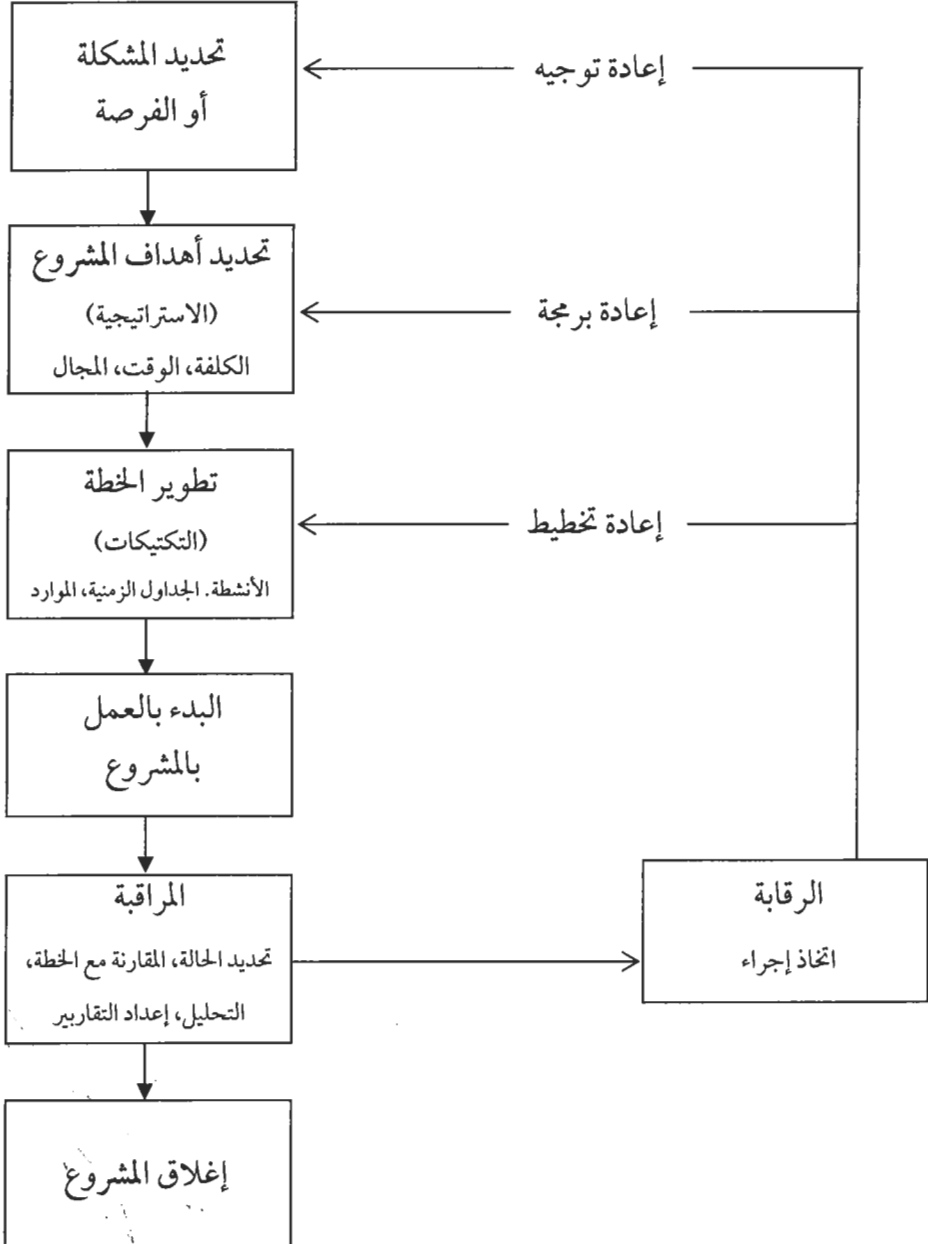 تحديد المشكلة
أو الفرصة
إعادة توجيه
تحديد أهداف المشروع
(الاستراتيجية)
الكلفة، الوقت، المجال
إعادة برمجة
تطوير الخطة
(التكتيكات)
الأنشطة. الجداول الزمنية، الموارد
إعادة تخطيط
البدء بالعمل
بالمشروع
المراقبة
تحديد الحالة، المقارنة مع الخطة،
التحليل، إعداد التقارير
الرقابة
اتخاذ إجراء
إغلاق المشروع